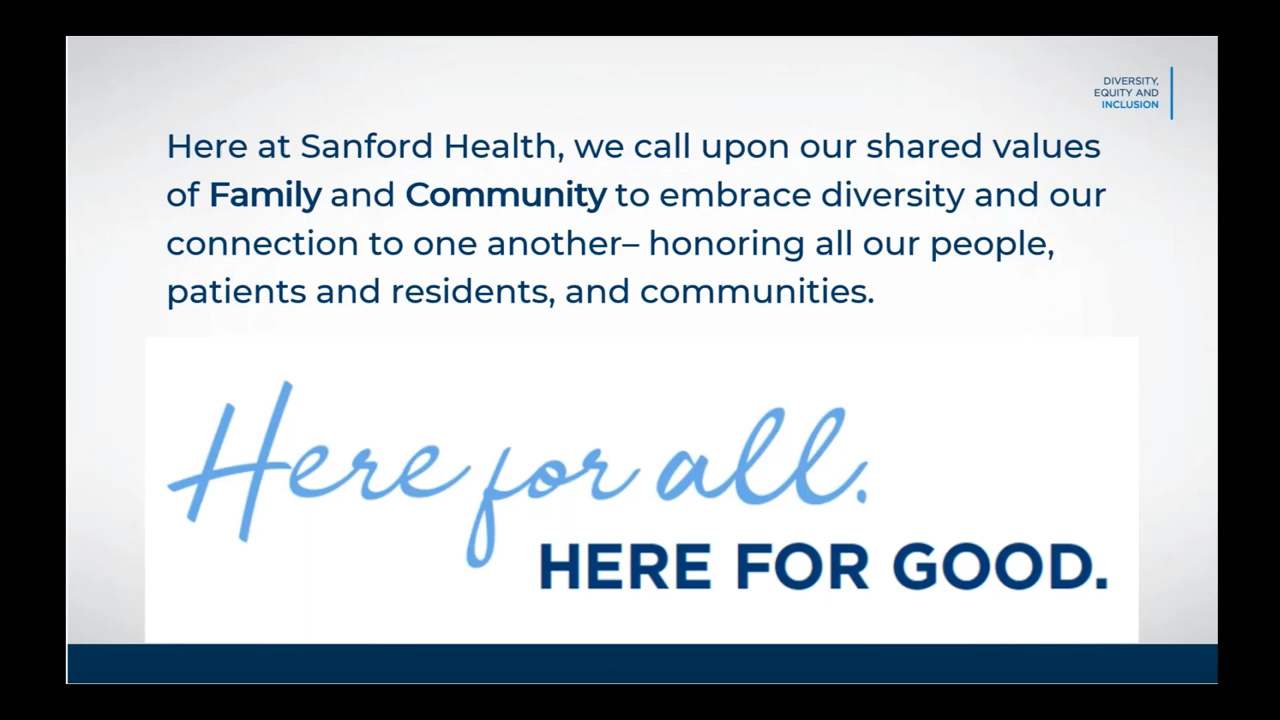 DIVERSITY,
EQUITY AND
INCLUSION
Here at Sanford Health, we call upon our shared values
of Family and Community to embrace diversity and our
connection to one another– honoring all our people,
patients and residents, and communities.
Here for all.
HERE FOR GOOD.